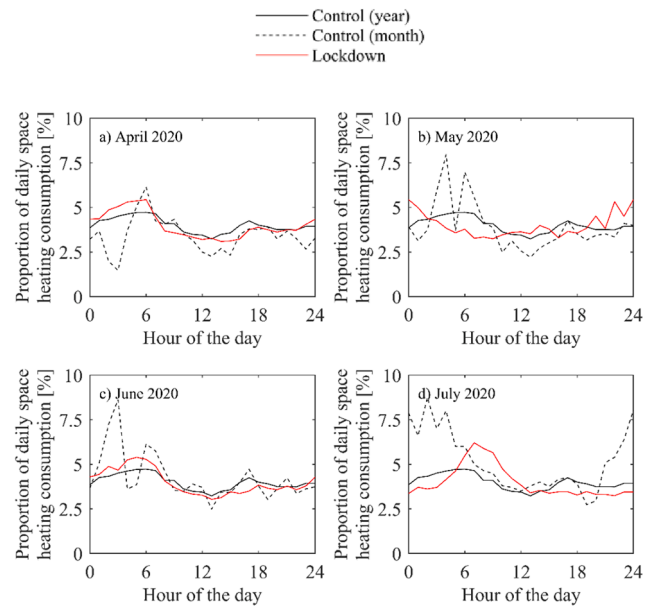 Control (year)
Control (month)
Lockdown
Proportion of daily space
heating consumption [%]
10
7.5
5
2.5
0
a) April 2020
0 6 12 18 24
Hour of the day
Proportion of daily space
heating consumption [%]
10
7.5
5
2.5
0
b) May 2020
0 6 12 18 24
Hour of the day
Proportion of daily space
heating consumption [%]
10
7.5
5
2.5
0
c) June 2020
0 6 12 18 24
Hour of the day
Proportion of daily space
heating consumption [%]
10
7.5
5
2.5
0
d) July 2020
0 6 12 18 24
Hour of the day